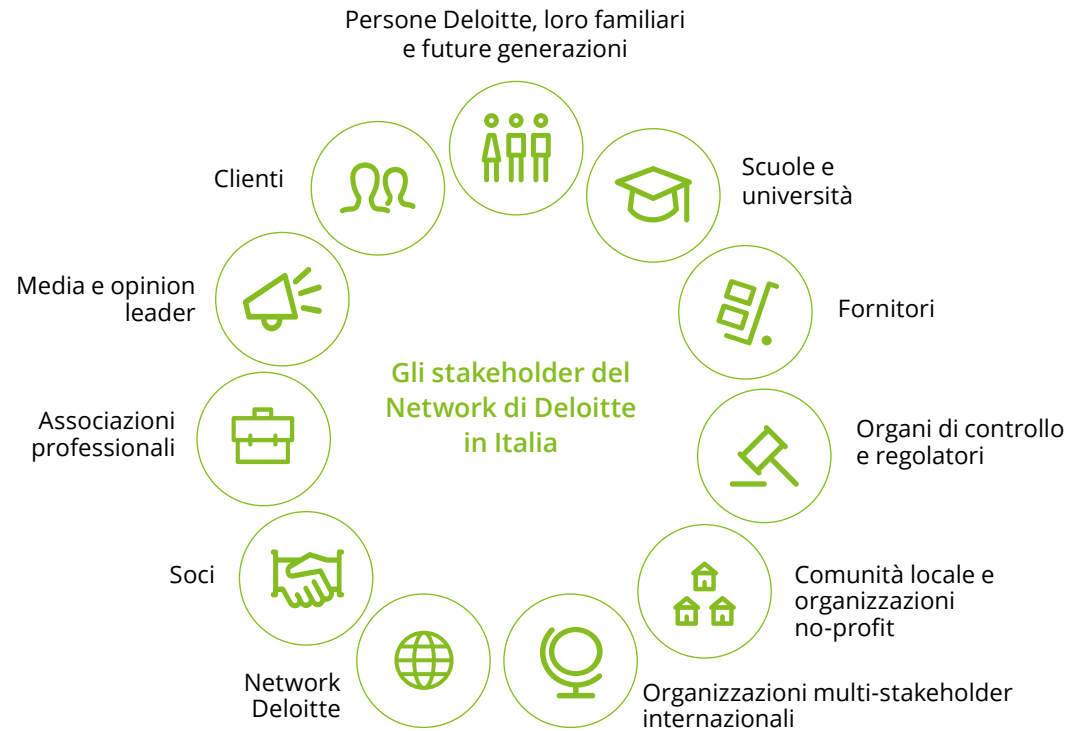 Persone Deloitte, loro familiari
e future generazioni
Scuole e
università
Fornitori
Organi di controllo
e regolatori
Comunità locale e
organizzazioni
no-profit
Organizzazioni multi-stakeholder
internazionali
Network
Deloitte
Soci
Associazioni
professionali
Media e opinion
leader
Clienti
Gli stakeholder del
Network di Deloitte
in Italia